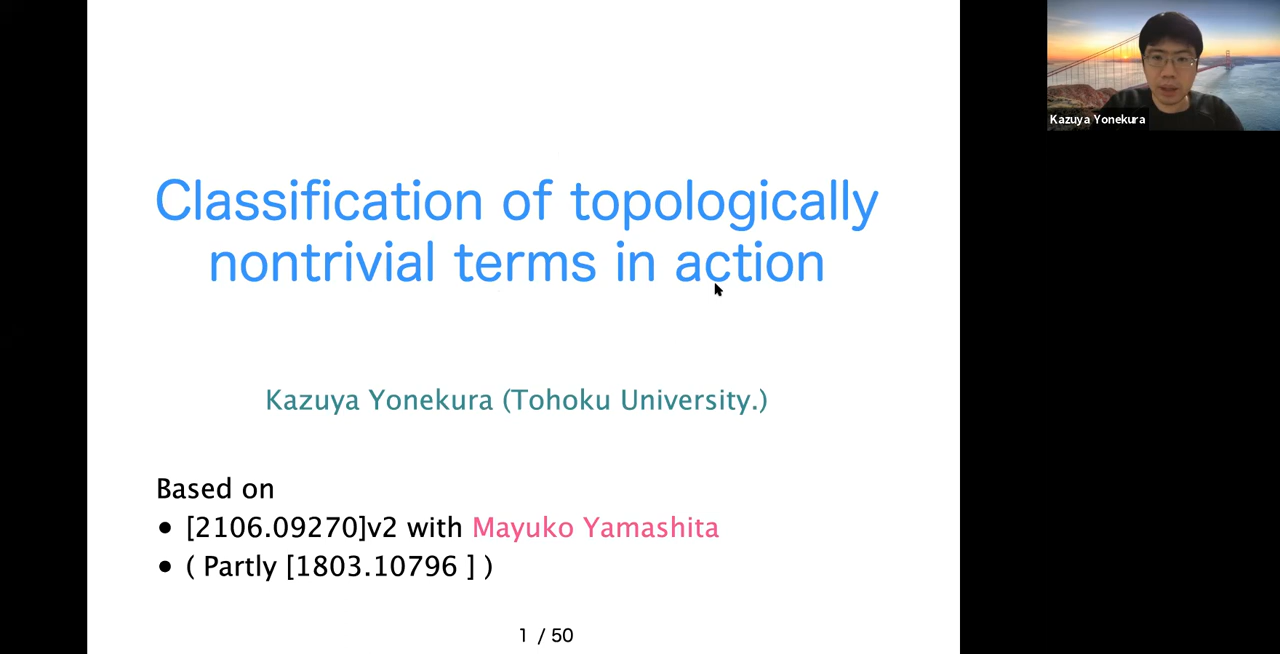 Classification of topologically
nontrivial terms in action
Kazuya Yonekura (Tohoku University.)
Based on
• [2106.09270]v2 with Mayuko Yamashita
• ( Partly [1803.10796 ] )
1 / 50
Kazuya Yonekura